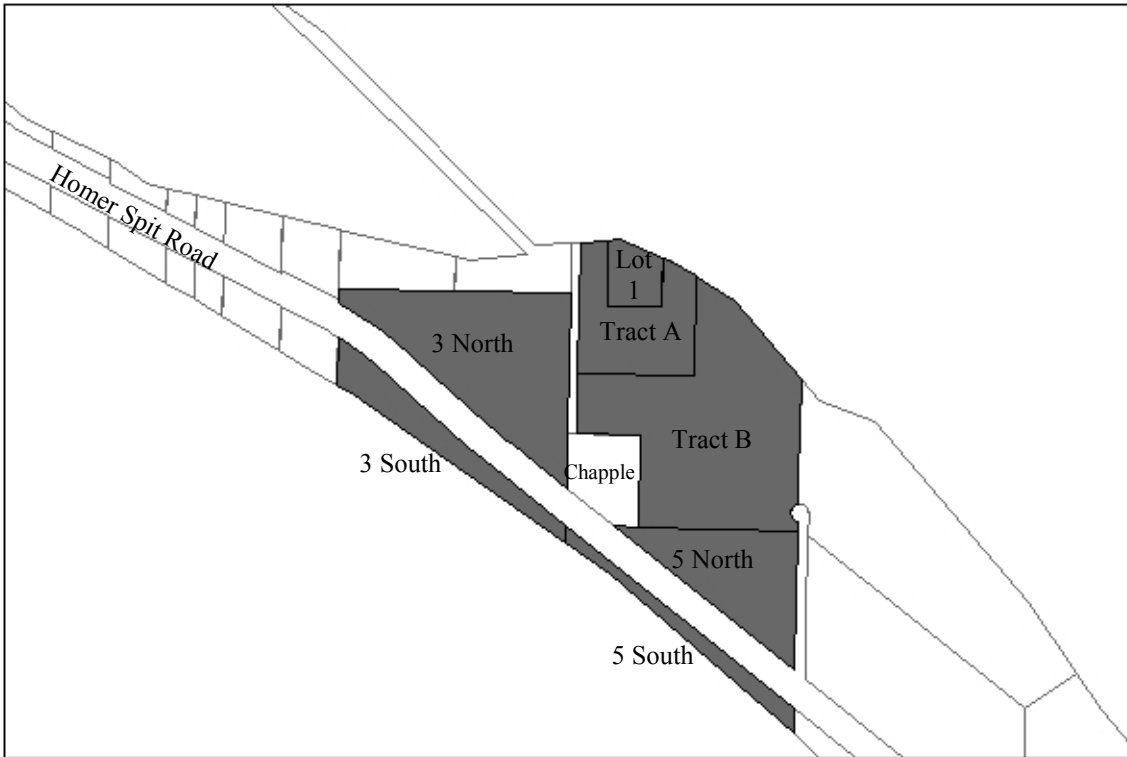 Homer Spit Road
Lot
1
Tract A
3 North
Tract B
3 South
Chapple
5 North
5 South